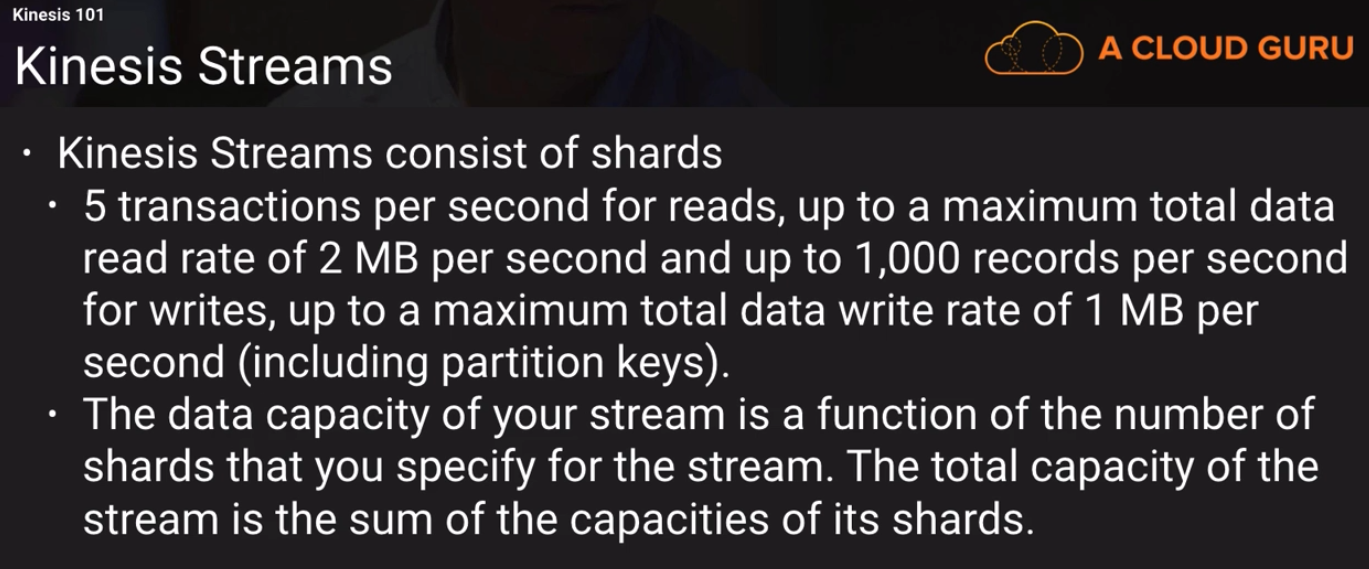 Kinesis 101
Kinesis Streams
A CLOUD GURU
• Kinesis Streams consist of shards
• 5 transactions per second for reads, up to a maximum total data
read rate of 2 MB per second and up to 1,000 records per second
for writes, up to a maximum total data write rate of 1 MB per
second (including partition keys).
• The data capacity of your stream is a function of the number of
shards that you specify for the stream. The total capacity of the
stream is the sum of the capacities of its shards.